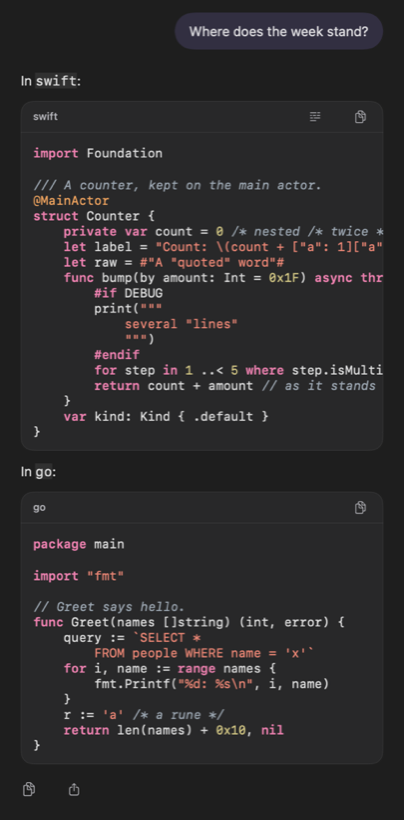 Where does the week stand?
In swift:
swift
import Foundation
/// A counter, kept on the main actor.
@MainActor
struct Counter {
    private var count = 0 /* nested /* twice *
    let label = "Count: \(count + ["a": 1]["a"
    let raw = #"A "quoted" word"#
    func bump(by amount: Int = 0x1F) async thr
        #if DEBUG
        print("""
            several "lines"
            """)
        #endif
        for step in 1 ..< 5 where step.isMulti
        return count + amount // as it stands
    }
    var kind: Kind { .default }
}
In go:
go
package main
import "fmt"
// Greet says hello.
func Greet(names []string) (int, error) {
    query := `SELECT *
        FROM people WHERE name = 'x'`
    for i, name := range names {
        fmt.Printf("%d: %s\n", i, name)
    }
    r := 'a' /* a rune */
    return len(names) + 0x10, nil
}